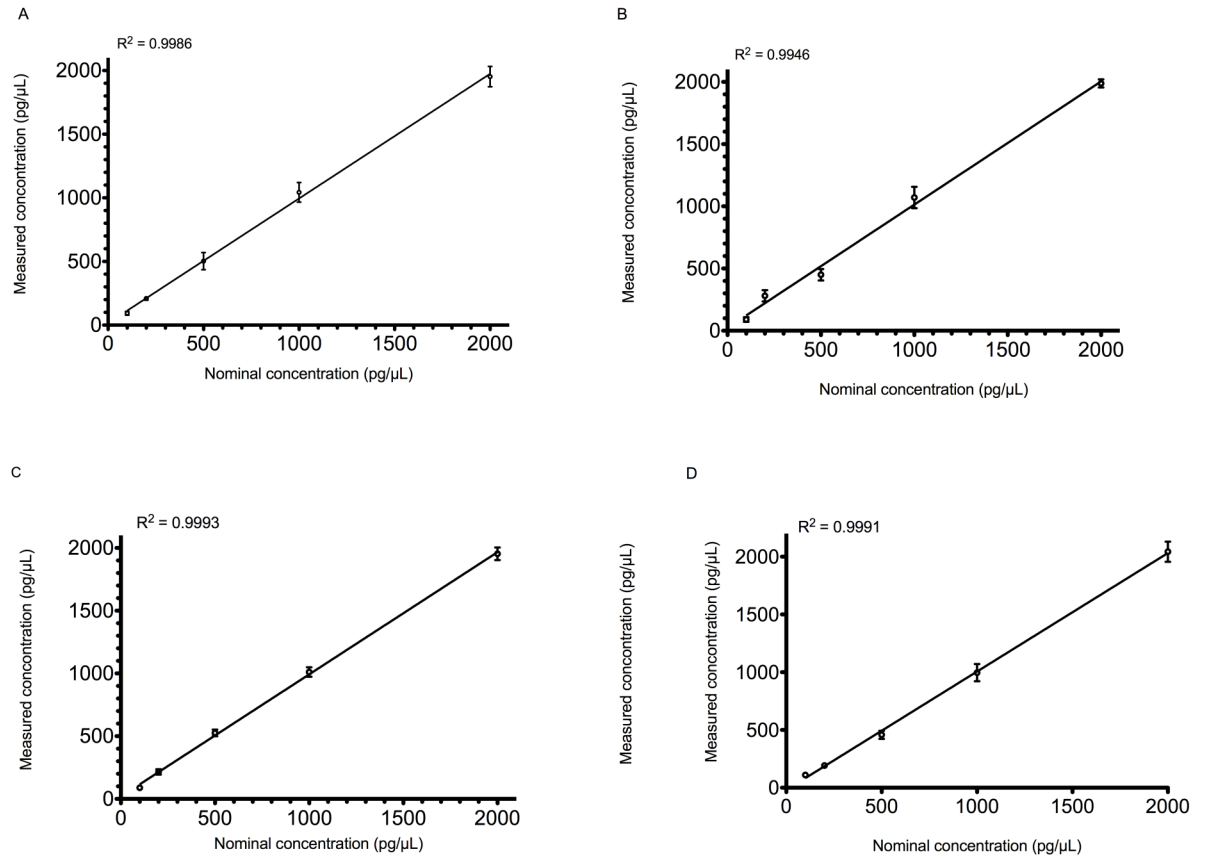 A
R² = 0.9986
Measured concentration (pg/µL)
2000
1500
1000
500
0
0 500 1000 1500 2000
Nominal concentration (pg/µL)
B
R² = 0.9946
Measured concentration (pg/µL)
2000
1500
1000
500
0
0 500 1000 1500 2000
Nominal concentration (pg/µL)
C
R² = 0.9993
Measured concentration (pg/µL)
2000
1500
1000
500
0
0 500 1000 1500 2000
Nominal concentration (pg/µL)
D
R² = 0.9991
Measured concentration (pg/µL)
Measured concentration (pg/µL)
2000
1500
1000
500
0
0 500 1000 1500 2000
Nominal concentration (pg/µL)